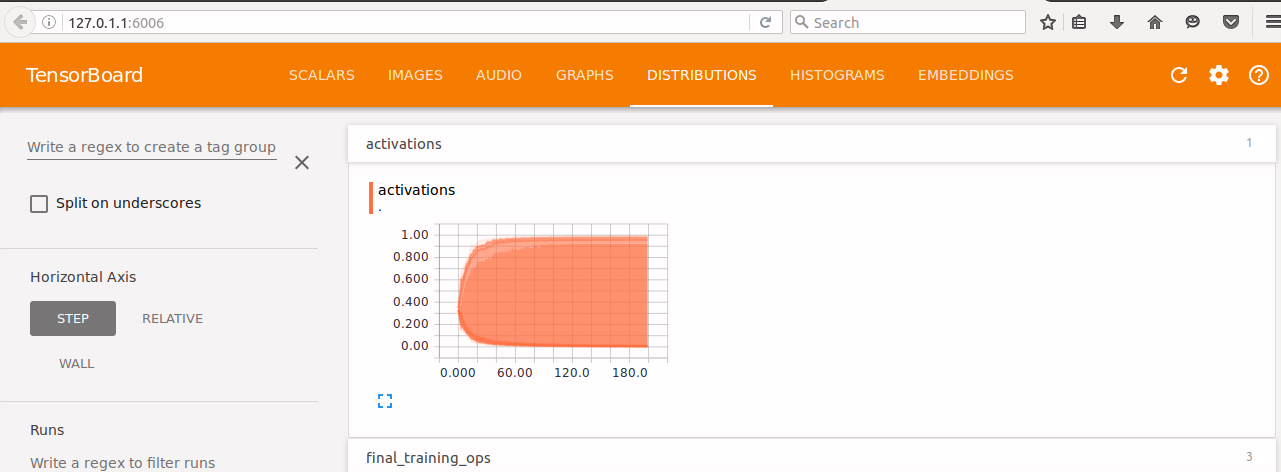 127.0.1.1:6006
Search
TensorBoard SCALARS IMAGES AUDIO GRAPHS DISTRIBUTIONS HISTOGRAMS EMBEDDINGS
Write a regex to create a tag group
Split on underscores
Horizontal Axis
STEP RELATIVE
WALL
Runs
Write a regex to filter runs
activations 1
activations
.
1.00
0.800
0.600
0.400
0.200
0.00
0.000 60.00 120.0 180.0
final_training_ops 3